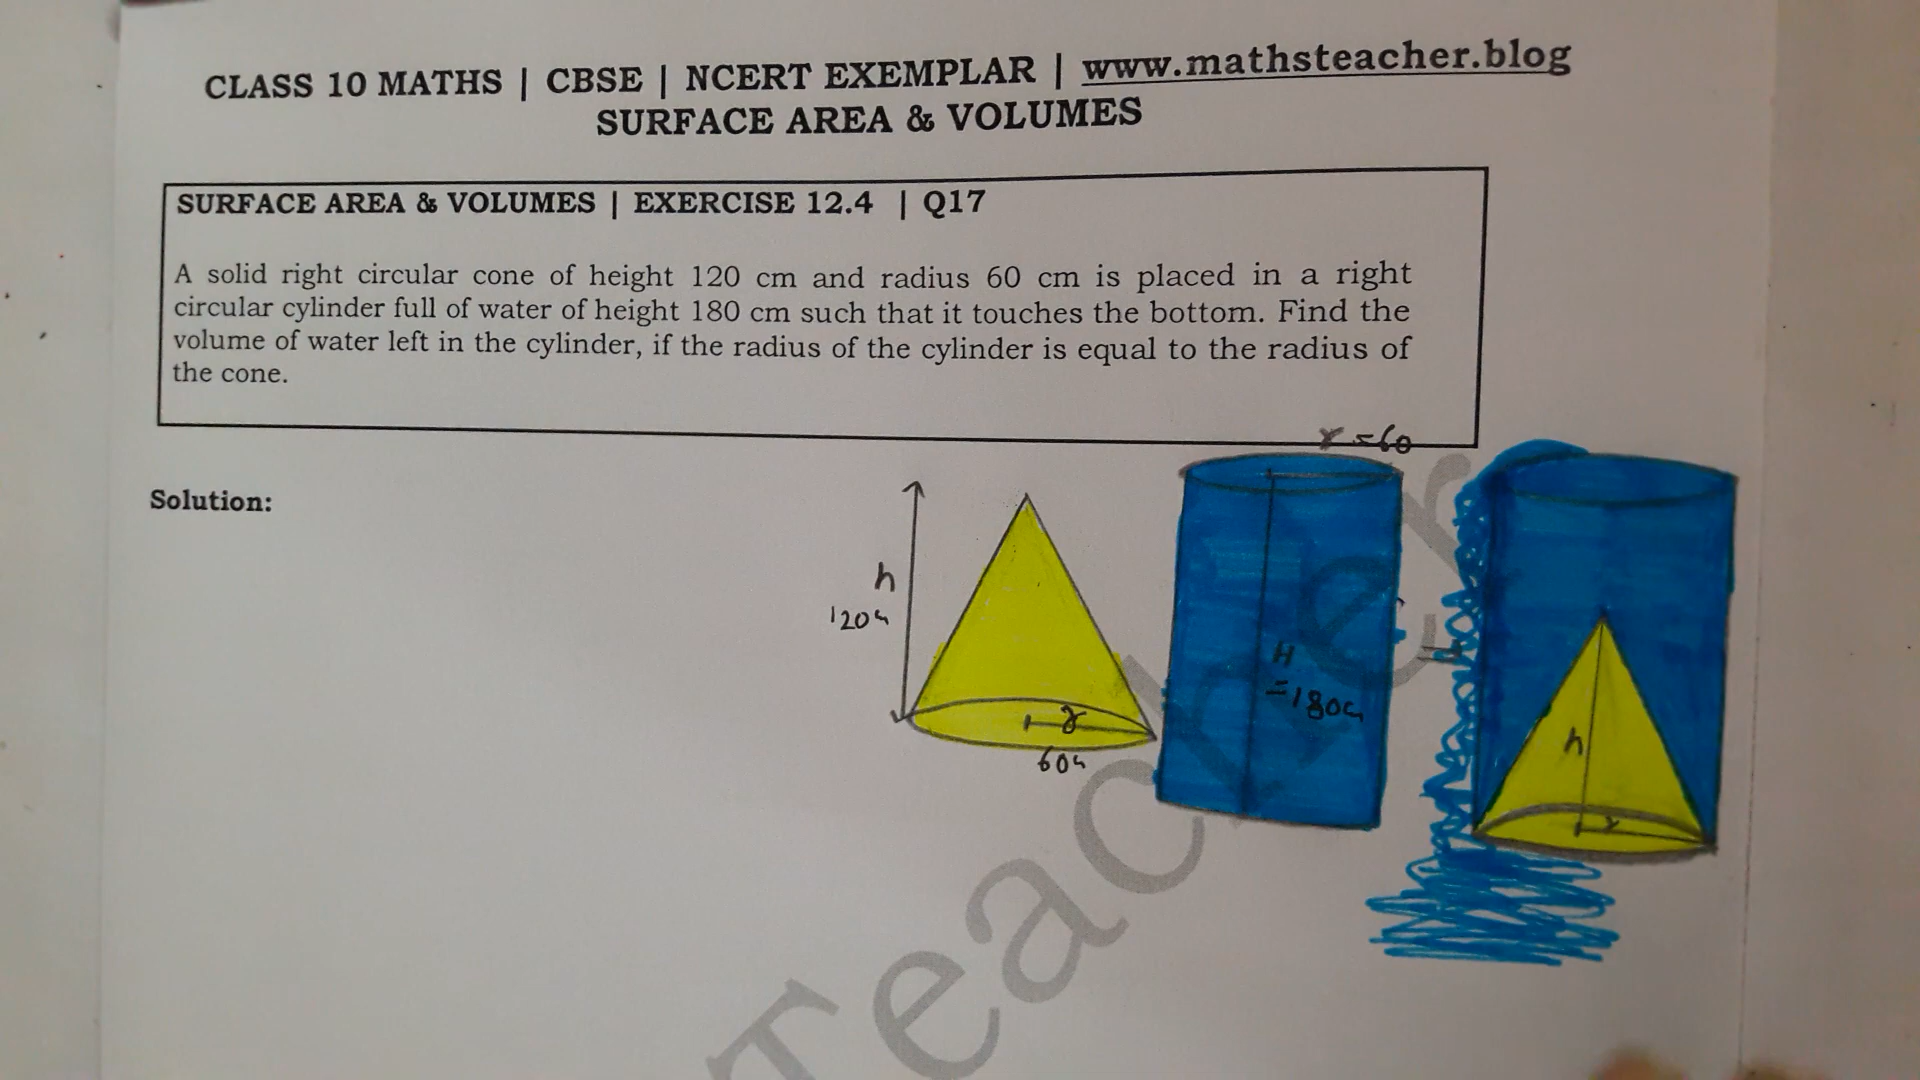 CLASS 10 MATHS | CBSE | NCERT EXEMPLAR | www.mathsteacher.blog
SURFACE AREA & VOLUMES
SURFACE AREA & VOLUMES | EXERCISE 12.4 | Q17
A solid right circular cone of height 120 cm and radius 60 cm is placed in a right
circular cylinder full of water of height 180 cm such that it touches the bottom. Find the
volume of water left in the cylinder, if the radius of the cylinder is equal to the radius of
the cone.
r=60
Solution:
h
120
H
=180
h
r
r
60
Teacher